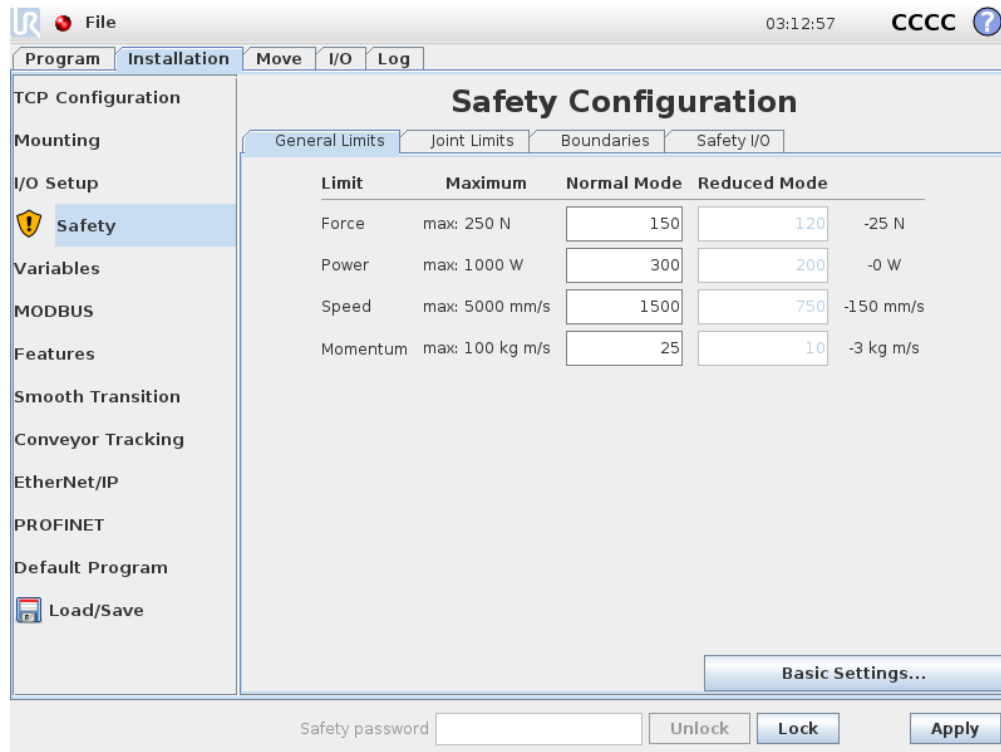 UR File 03:12:57 CCCC ?
Program Installation Move I/O Log
TCP Configuration
Mounting
I/O Setup
Safety
Variables
MODBUS
Features
Smooth Transition
Conveyor Tracking
EtherNet/IP
PROFINET
Default Program
Load/Save
Safety Configuration
General Limits Joint Limits Boundaries Safety I/O
Limit Maximum Normal Mode Reduced Mode
Force max: 250 N 150 120 -25 N
Power max: 1000 W 300 200 -0 W
Speed max: 5000 mm/s 1500 750 -150 mm/s
Momentum max: 100 kg m/s 25 10 -3 kg m/s
Basic Settings...
Safety password Unlock Lock Apply